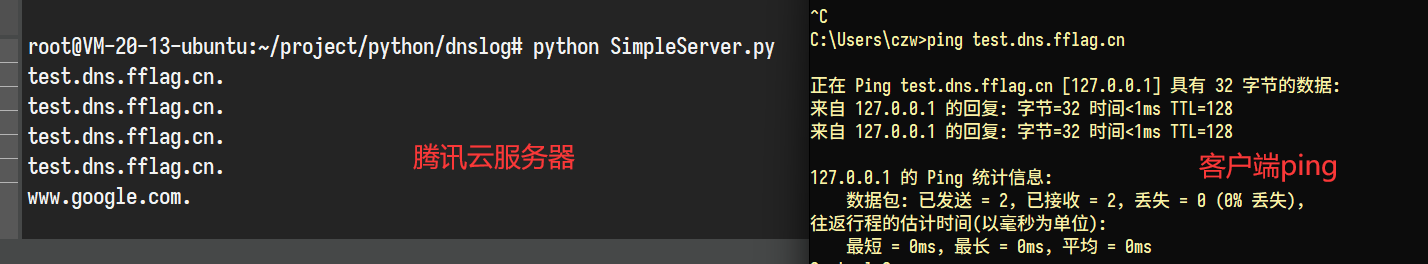 root@VM-20-13-ubuntu:~/project/python/dnslog# python SimpleServer.py
test.dns.fflag.cn.
test.dns.fflag.cn.
test.dns.fflag.cn.
test.dns.fflag.cn.
www.google.com.
腾讯云服务器
^C
C:\Users\czw>ping test.dns.fflag.cn
正在 Ping test.dns.fflag.cn [127.0.0.1] 具有 32 字节的数据:
来自 127.0.0.1 的回复: 字节=32 时间<1ms TTL=128
来自 127.0.0.1 的回复: 字节=32 时间<1ms TTL=128
客户端ping
127.0.0.1 的 Ping 统计信息:
数据包: 已发送 = 2，已接收 = 2，丢失 = 0 (0% 丢失)，
往返行程的估计时间(以毫秒为单位):
最短 = 0ms，最长 = 0ms，平均 = 0ms